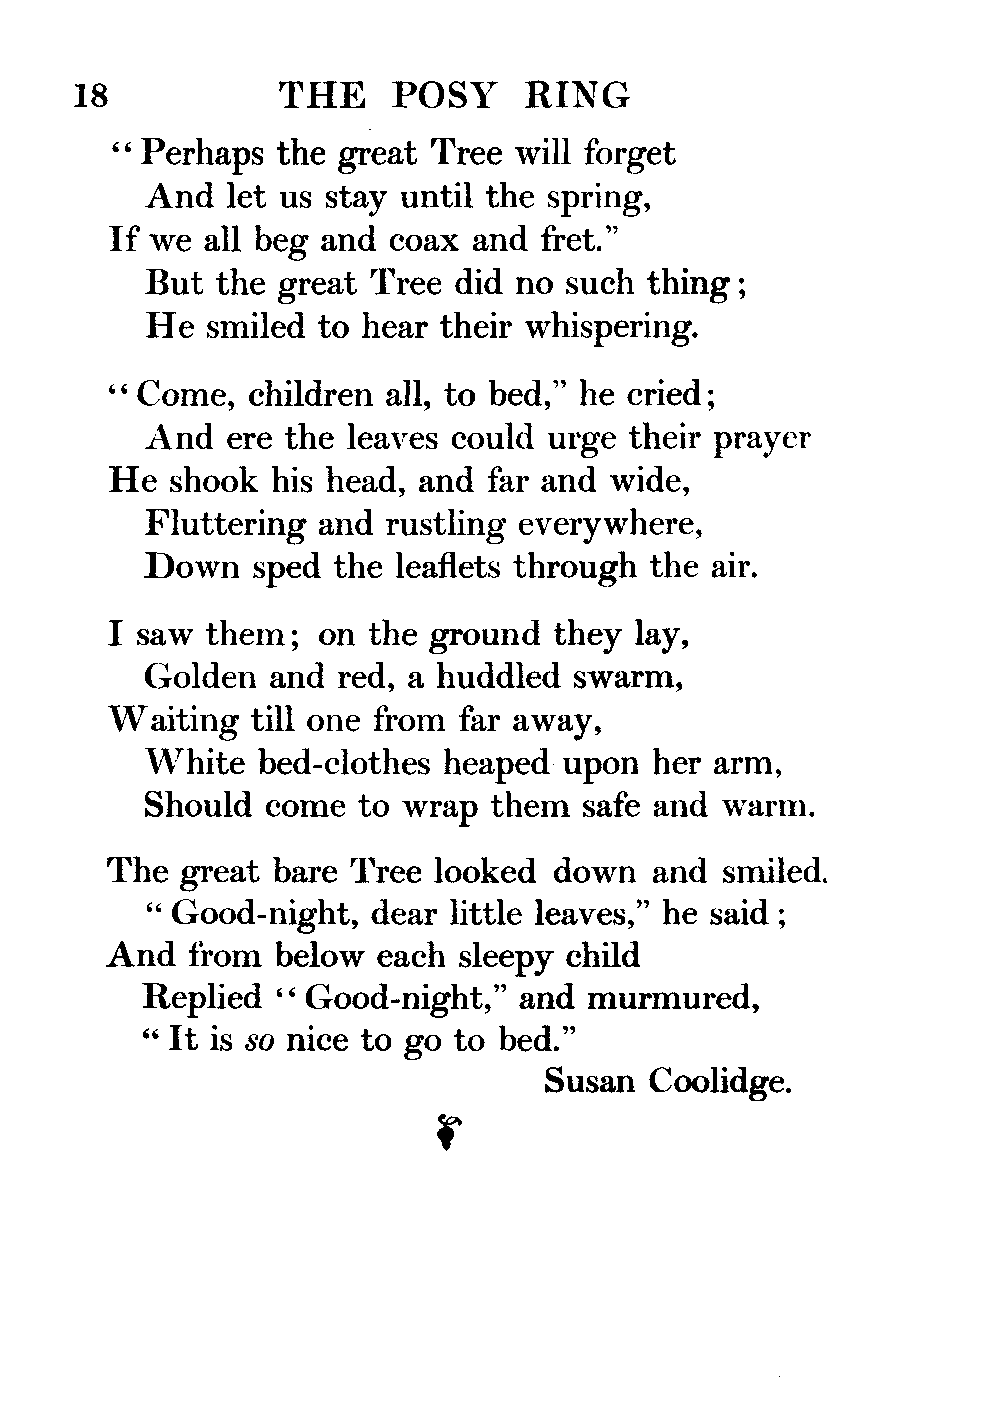 18 THE POSY RING
“Perhaps the great Tree will forget
And let us stay until the spring,
If we all beg and coax and fret.”
But the great Tree did no such thing;
He smiled to hear their whispering.
“Come, children all, to bed,” he cried;
And ere the leaves could urge their prayer
He shook his head, and far and wide,
Fluttering and rustling everywhere,
Down sped the leaflets through the air.
I saw them; on the ground they lay,
Golden and red, a huddled swarm,
Waiting till one from far away,
White bed-clothes heaped upon her arm,
Should come to wrap them safe and warm.
The great bare Tree looked down and smiled.
“Good-night, dear little leaves,” he said;
And from below each sleepy child
Replied “Good-night,” and murmured,
“It is so nice to go to bed.”
Susan Coolidge.